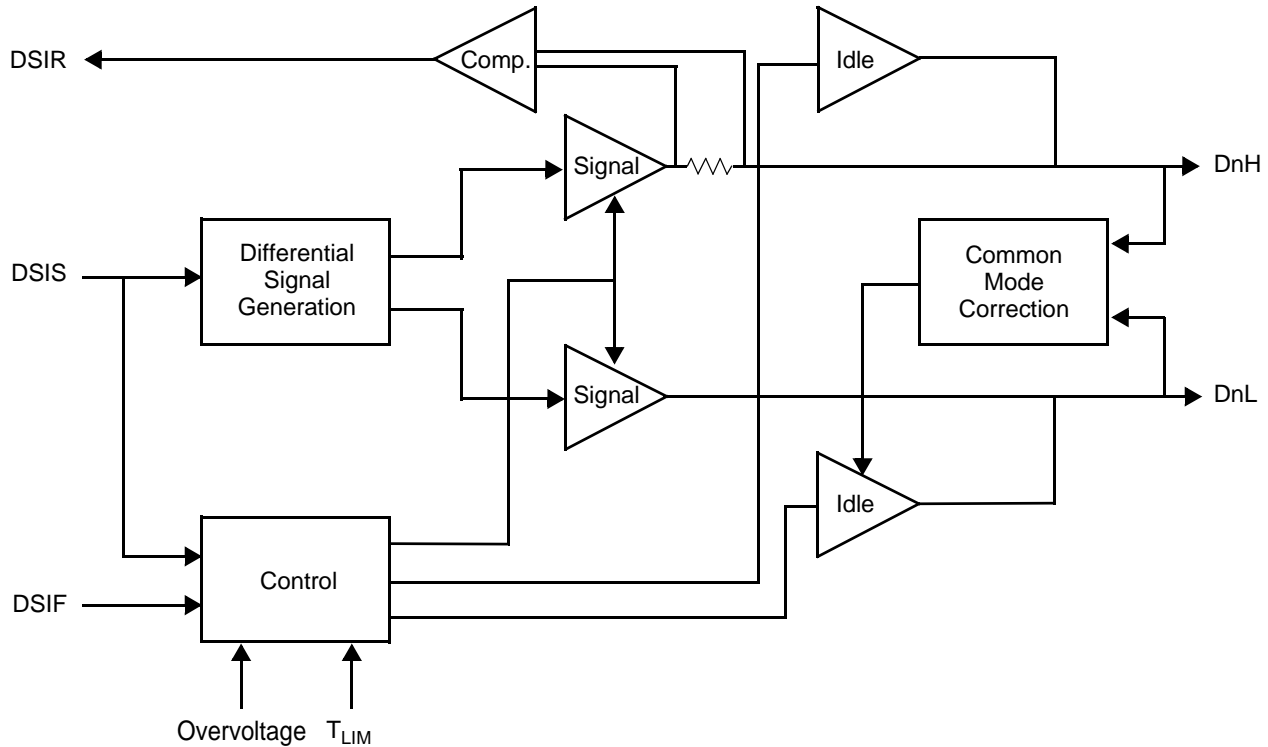 DSIR
Comp.
Idle
Signal
DnH
DSIS
Differential
Signal
Generation
Common
Mode
Correction
Signal
DnL
Idle
Control
DSIF
Overvoltage
TLIM